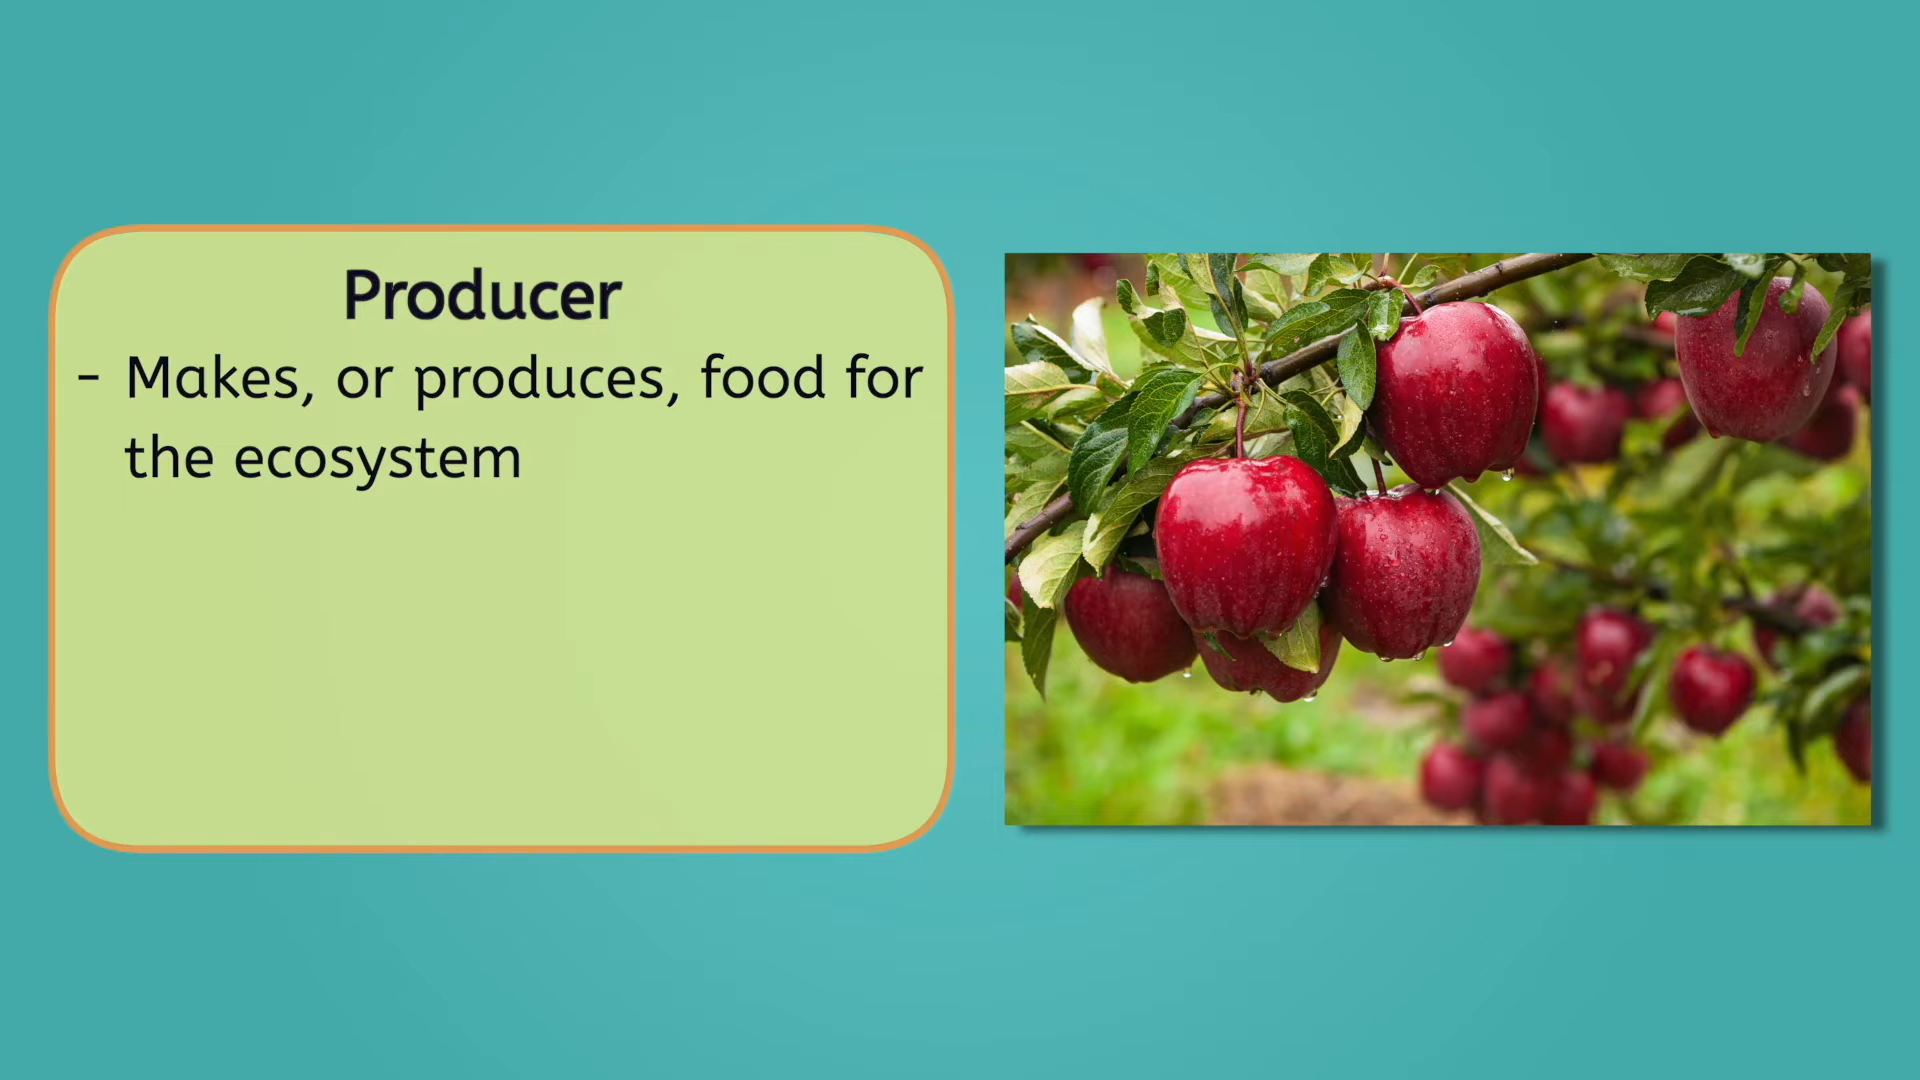 Producer
- Makes, or produces, food for
the ecosystem